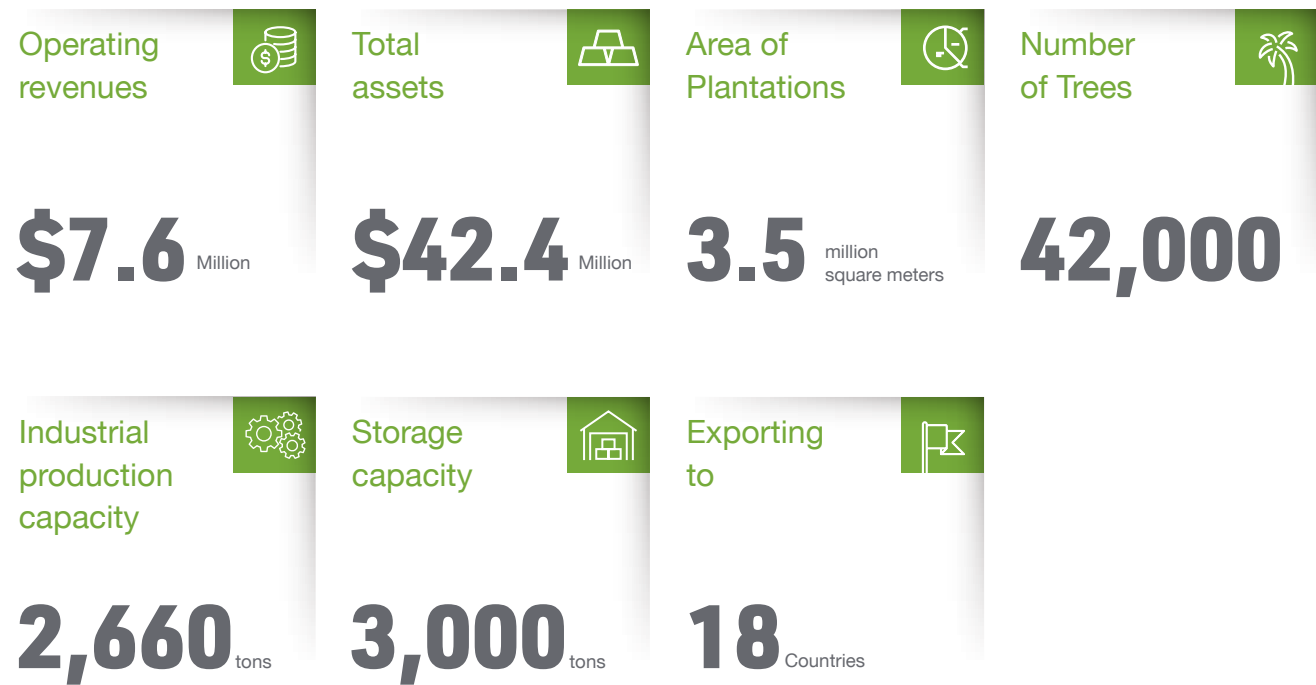 Operating
revenues
$7.6 Million
Total
assets
$42.4 Million
Area of
Plantations
3.5 million
square meters
Number
of Trees
42,000
Industrial
production
capacity
2,660 tons
Storage
capacity
3,000 tons
Exporting
to
18 Countries